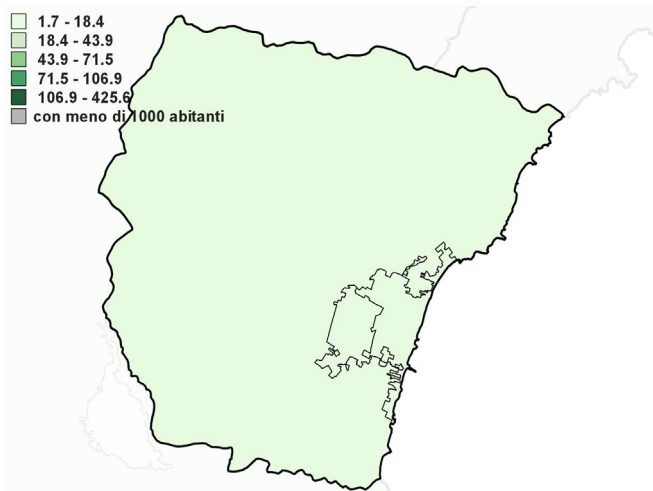 1.7 - 18.4
18.4 - 43.9
43.9 - 71.5
71.5 - 106.9
106.9 - 425.6
con meno di 1000 abitanti